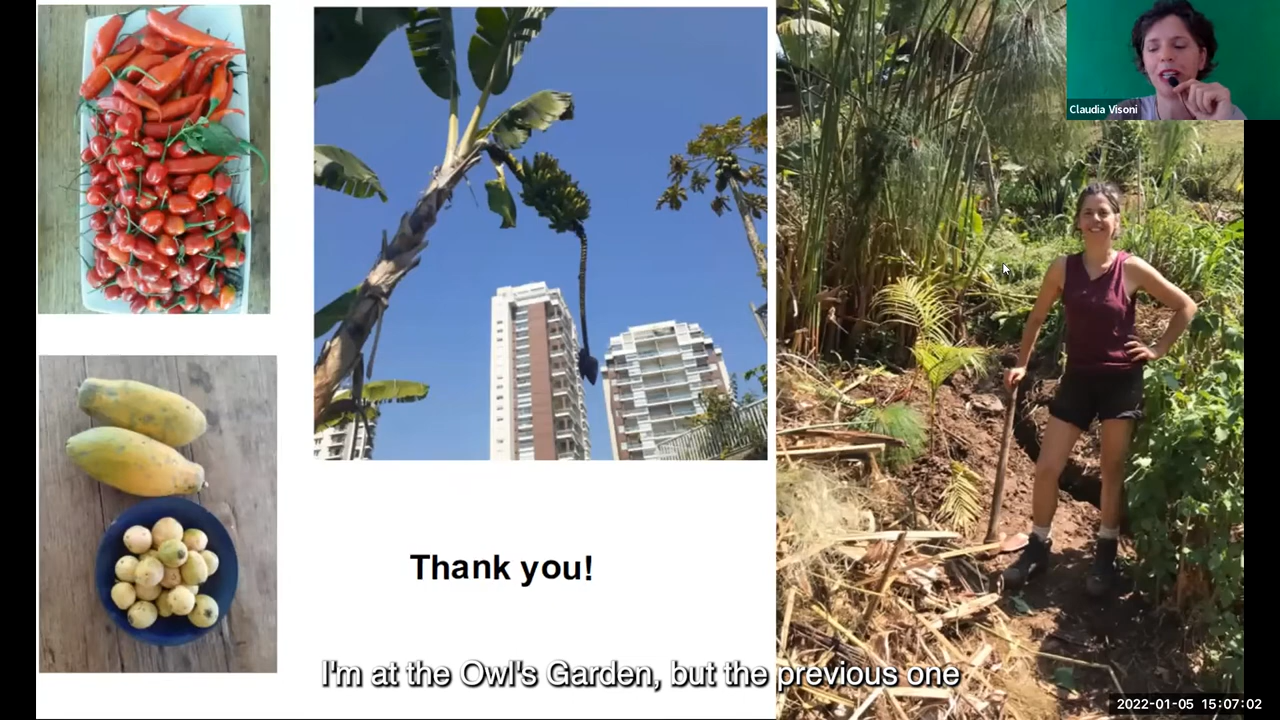 Claudia Visoni
Thank you!
I'm at the Owl's Garden, but the previous one
2022-01-05 15:07:02